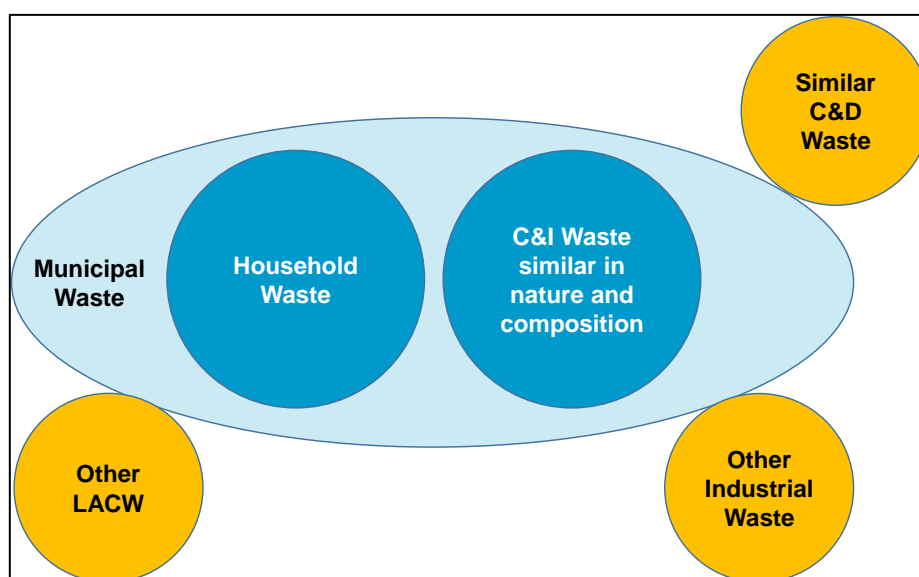 Similar
C&D
Waste
Municipal
Waste
Household
Waste
C&I Waste
similar in
nature and
composition
Other
LACW
Other
Industrial
Waste